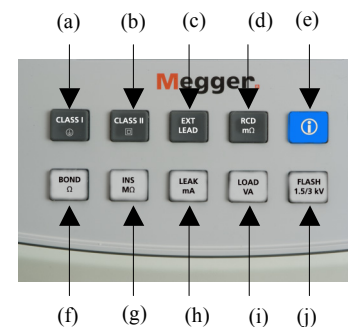 (a) (b) (c) (d) (e)
Megger.
CLASS I CLASS II EXT LEAD RCD mΩ i
BOND Ω INS MΩ LEAK mA LOAD VA FLASH 1.5/3 kV
(f) (g) (h) (i) (j)